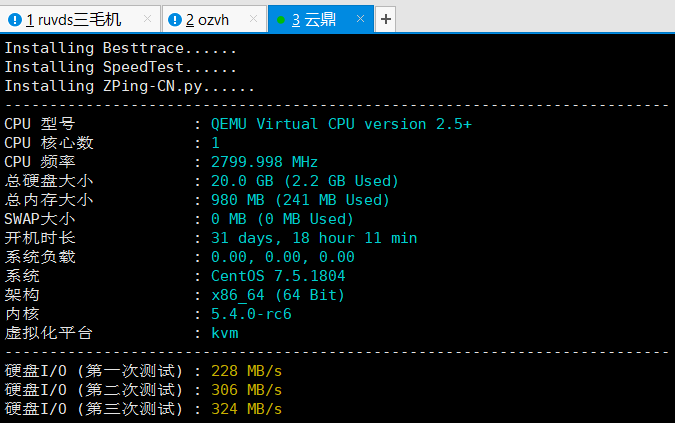 1 ruvds三毛机 × 2 ozvh × 3 云鼎 × +
Installing Besttrace......
Installing SpeedTest......
Installing ZPing-CN.py......
----------------------------------------------------------------------
CPU 型号 : QEMU Virtual CPU version 2.5+
CPU 核心数 : 1
CPU 频率 : 2799.998 MHz
总硬盘大小 : 20.0 GB (2.2 GB Used)
总内存大小 : 980 MB (241 MB Used)
SWAP大小 : 0 MB (0 MB Used)
开机时长 : 31 days, 18 hour 11 min
系统负载 : 0.00, 0.00, 0.00
系统 : CentOS 7.5.1804
架构 : x86_64 (64 Bit)
内核 : 5.4.0-rc6
虚拟化平台 : kvm
----------------------------------------------------------------------
硬盘I/O (第一次测试) : 228 MB/s
硬盘I/O (第二次测试) : 306 MB/s
硬盘I/O (第三次测试) : 324 MB/s